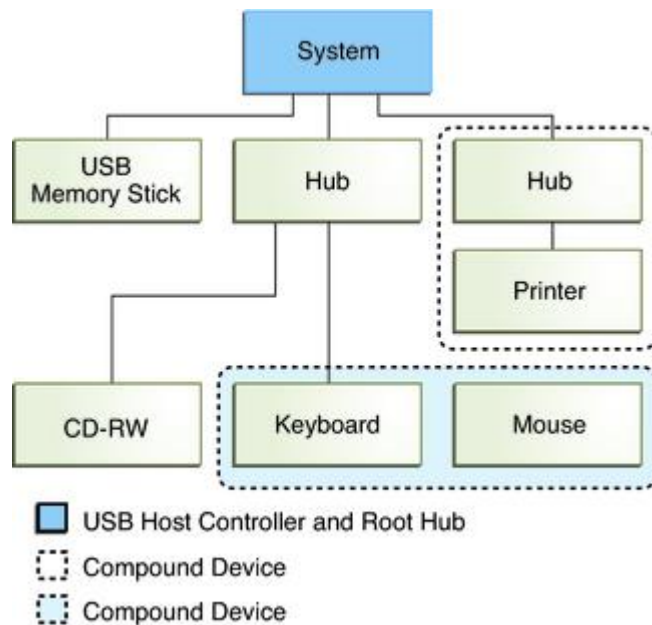 System
USB
Memory Stick
Hub
Hub
Printer
CD-RW
Keyboard
Mouse
USB Host Controller and Root Hub
Compound Device
Compound Device